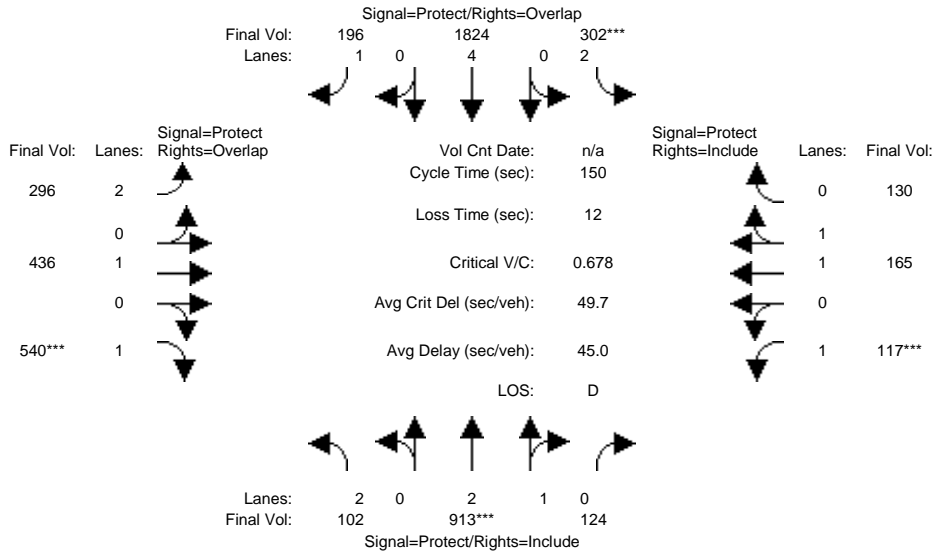 Signal=Protect/Rights=Overlap
Final Vol: 196 1824 302***
Lanes: 1 0 4 0 2
Signal=Protect Signal=Protect
Final Vol: Lanes: Rights=Overlap Vol Cnt Date: n/a Rights=Include Lanes: Final Vol:
Cycle Time (sec): 150
296 2 0 130
Loss Time (sec): 12
0 1
436 1 Critical V/C: 0.678 1 165
0 Avg Crit Del (sec/veh): 49.7 0
540*** 1 Avg Delay (sec/veh): 45.0 1 117***
LOS: D
Lanes: 2 0 2 1 0
Final Vol: 102 913*** 124
Signal=Protect/Rights=Include